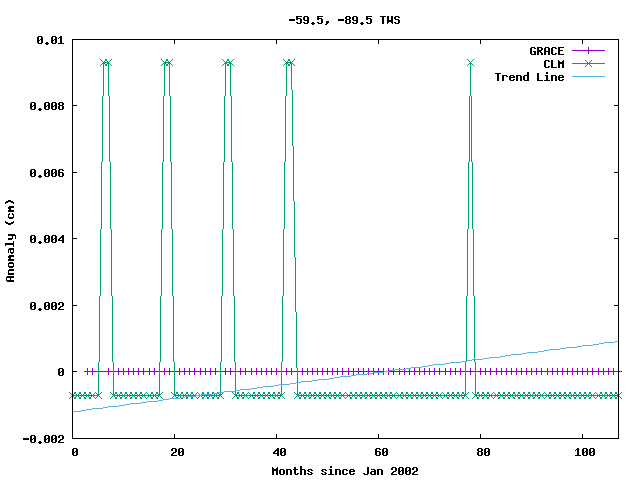 -59.5, -89.5 TWS
0.01
0.008
0.006
0.004
0.002
0
-0.002
Anomaly (cm)
GRACE
CLM
Trend Line
0 20 40 60 80 100
Months since Jan 2002